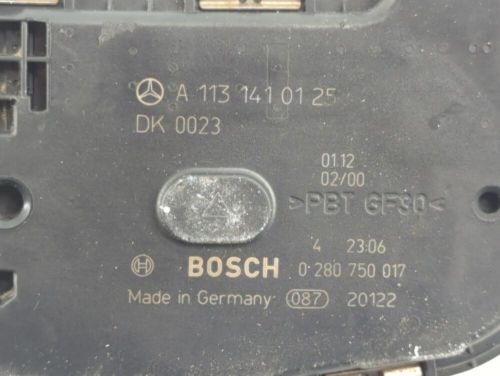 A 113 141 01 25
DK 0023
01.12
02/00
>PBT GF30<
4 23:06
BOSCH 0 280 750 017
Made in Germany 087 20122